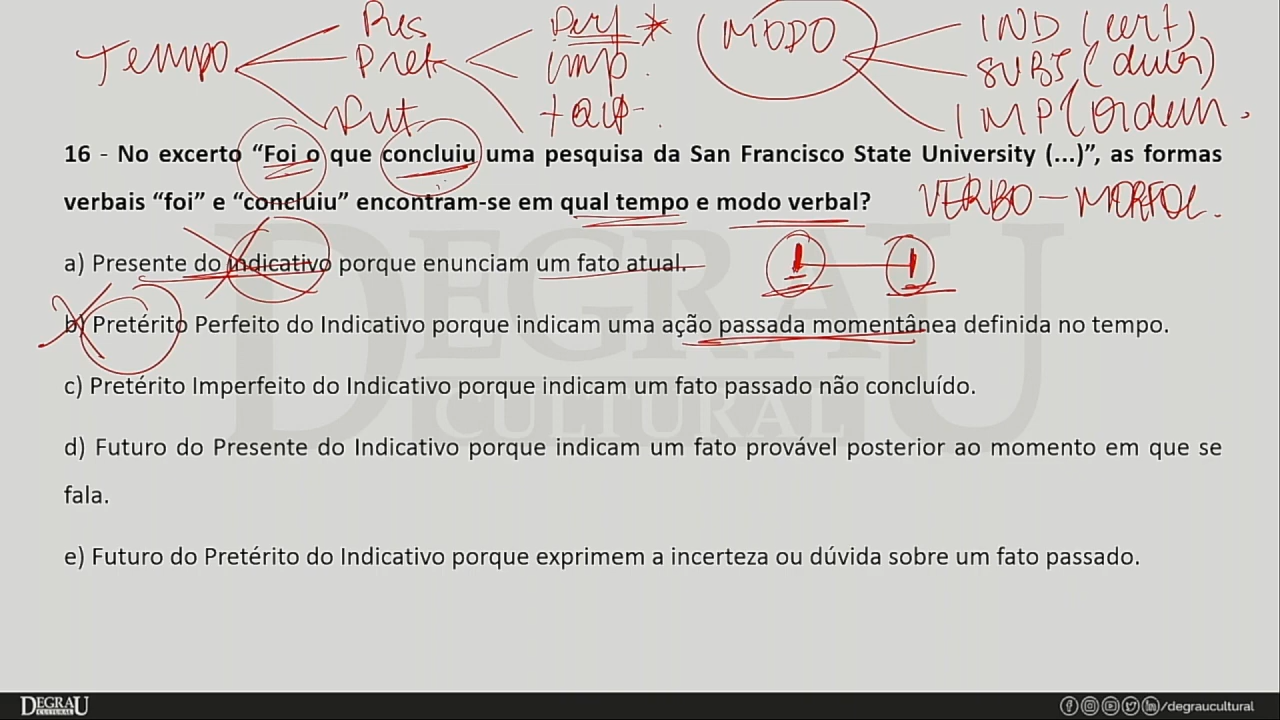 Tempo
Pres
Pret
Fut
Perf *
imp.
+ q i p.
(MODO
IND (cert)
SUBJ (duv)
IMP (ordem.
16 - No excerto “Foi o que concluiu uma pesquisa da San Francisco State University (...)”, as formas
verbais “foi” e “concluiu” encontram-se em qual tempo e modo verbal?
VERBO - MORFOL.
a) Presente do indicativo porque enunciam um fato atual.
b) Pretérito Perfeito do Indicativo porque indicam uma ação passada momentânea definida no tempo.
c) Pretérito Imperfeito do Indicativo porque indicam um fato passado não concluído.
d) Futuro do Presente do Indicativo porque indicam um fato provável posterior ao momento em que se
fala.
e) Futuro do Pretérito do Indicativo porque exprimem a incerteza ou dúvida sobre um fato passado.
DEGRAU
CULTURAL
DEGRAU
CULTURAL
/degraucultural